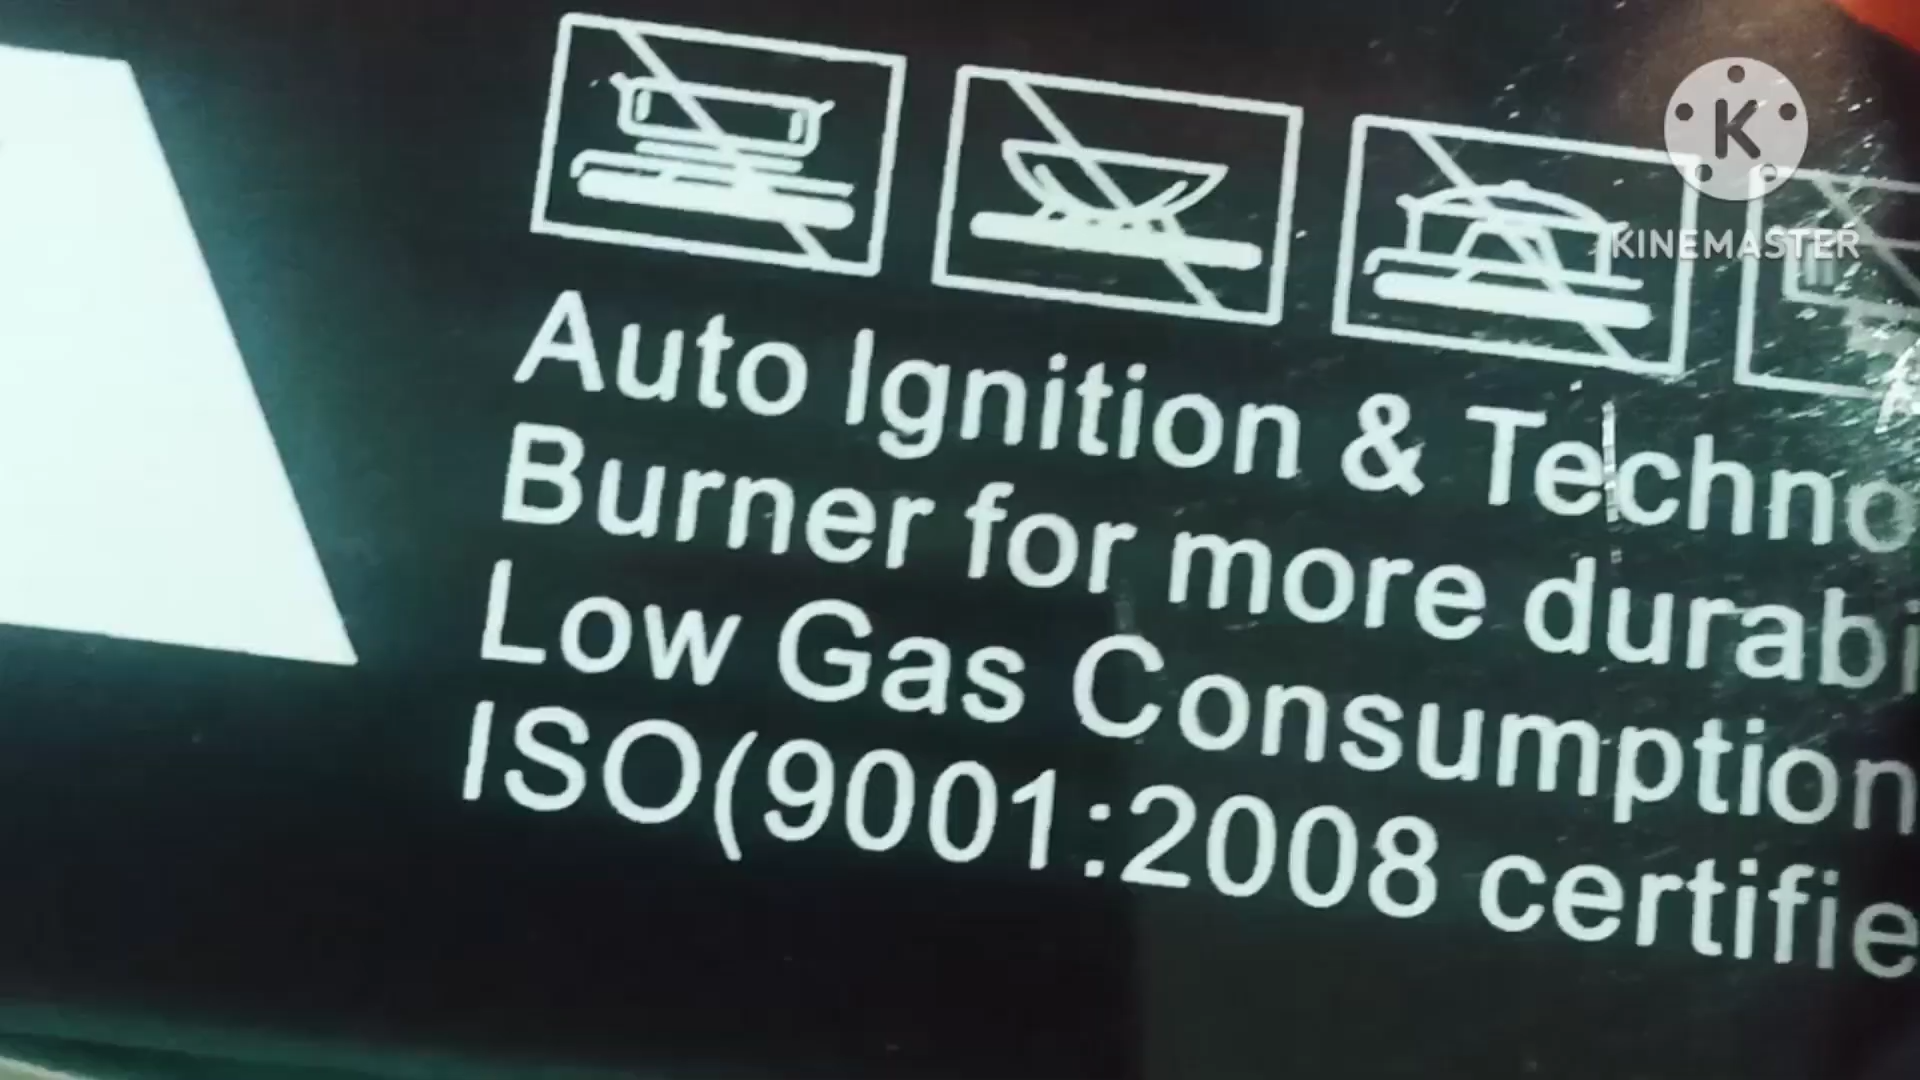 K
KINEMASTER
Auto Ignition & Techno
Burner for more durabi
Low Gas Consumption
ISO(9001:2008 certifie